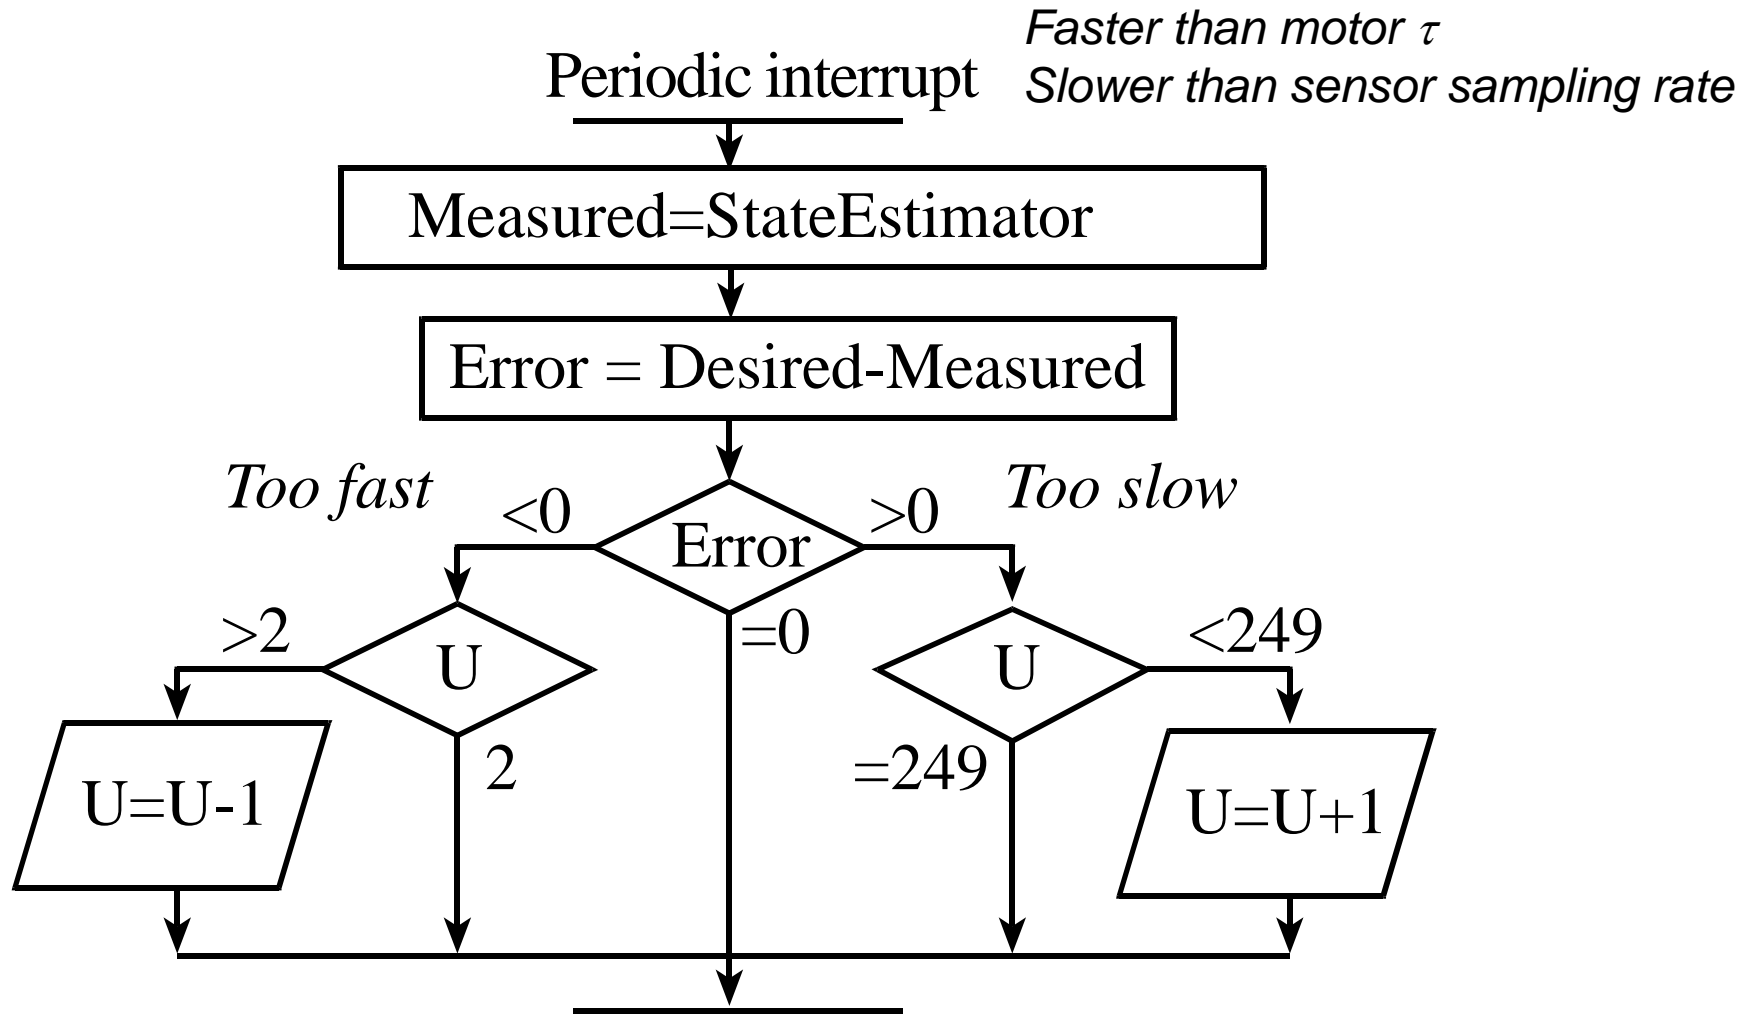 Faster than motor τ
Slower than sensor sampling rate
Periodic interrupt
Measured=StateEstimator
Error = Desired-Measured
Too fast
<0
Error
>0
Too slow
=0
>2
U
2
U=U-1
U
<249
=249
U=U+1